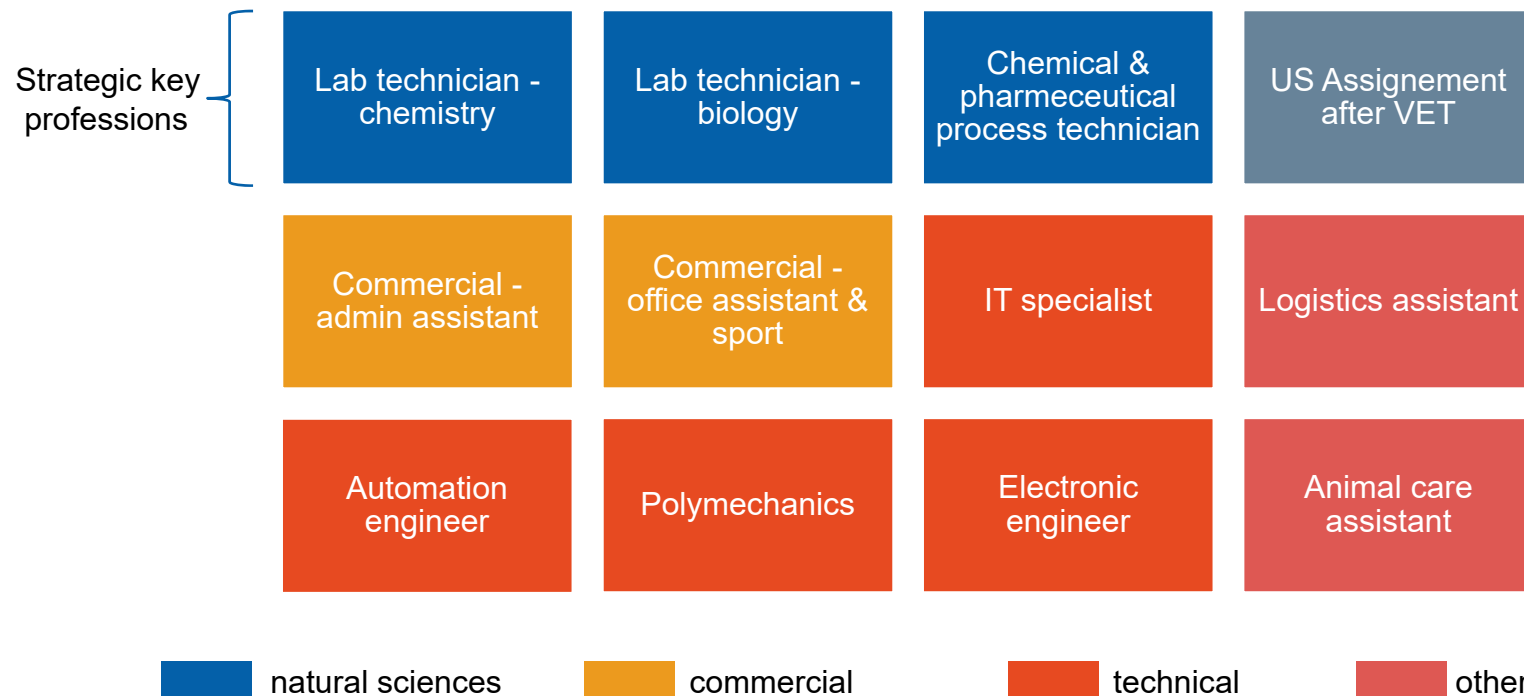 Strategic key
professions
Lab technician -
chemistry
Lab technician -
biology
Chemical &
pharmeceutical
process technician
US Assignement
after VET
Commercial -
admin assistant
Commercial -
office assistant &
sport
IT specialist
Logistics assistant
Automation
engineer
Polymechanics
Electronic
engineer
Animal care
assistant
natural sciences
commercial
technical
other